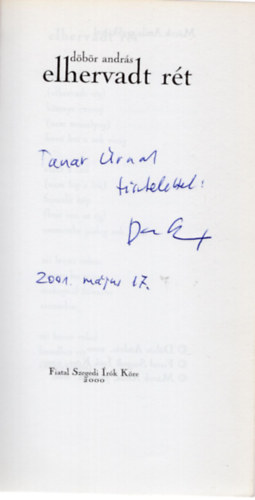 döbör andrás
elhervadt rét
Tanár Úrnak
tisztelettel:
2001. május 17.
Fiatal Szegedi Írók Köre
2000